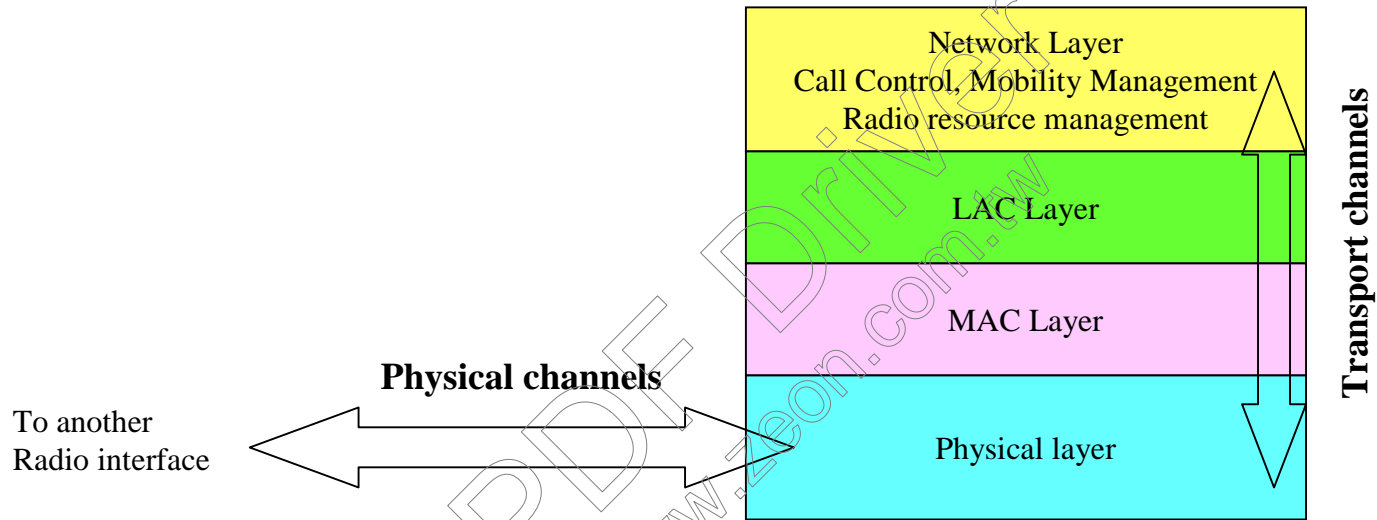 Network Layer
Call Control, Mobility Management
Radio resource management
LAC Layer
MAC Layer
Physical layer
Transport channels
Physical channels
To another
Radio interface
PDF Driver
www.zeon.com.tw